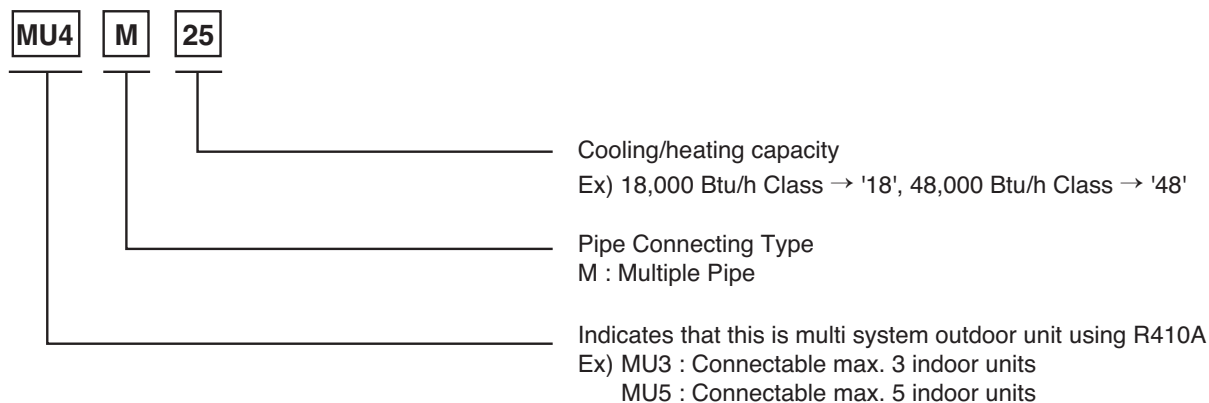 MU4 M 25
Cooling/heating capacity
Ex) 18,000 Btu/h Class → '18', 48,000 Btu/h Class → '48'
Pipe Connecting Type
M : Multiple Pipe
Indicates that this is multi system outdoor unit using R410A
Ex) MU3 : Connectable max. 3 indoor units
MU5 : Connectable max. 5 indoor units